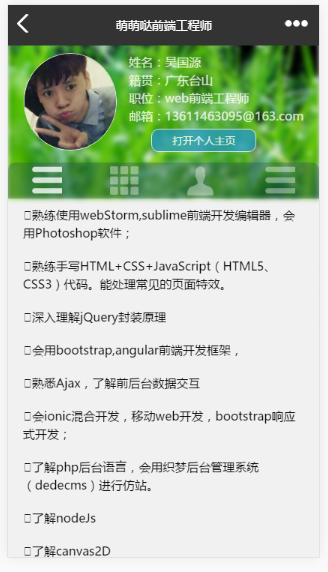 萌萌哒前端工程师
姓名：吴国源
籍贯：广东台山
职位：web前端工程师
邮箱：13611463095@163.com
打开个人主页
熟练使用webStorm,sublime前端开发编辑器，会
用Photoshop软件；
熟练手写HTML+CSS+JavaScript（HTML5、
CSS3）代码。能处理常见的页面特效。
深入理解jQuery封装原理
会用bootstrap,angular前端开发框架，
熟悉Ajax，了解前后台数据交互
会ionic混合开发，移动web开发，bootstrap响应
式开发；
了解php后台语言，会用织梦后台管理系统
（dedecms）进行仿站。
了解nodeJs
了解canvas2D